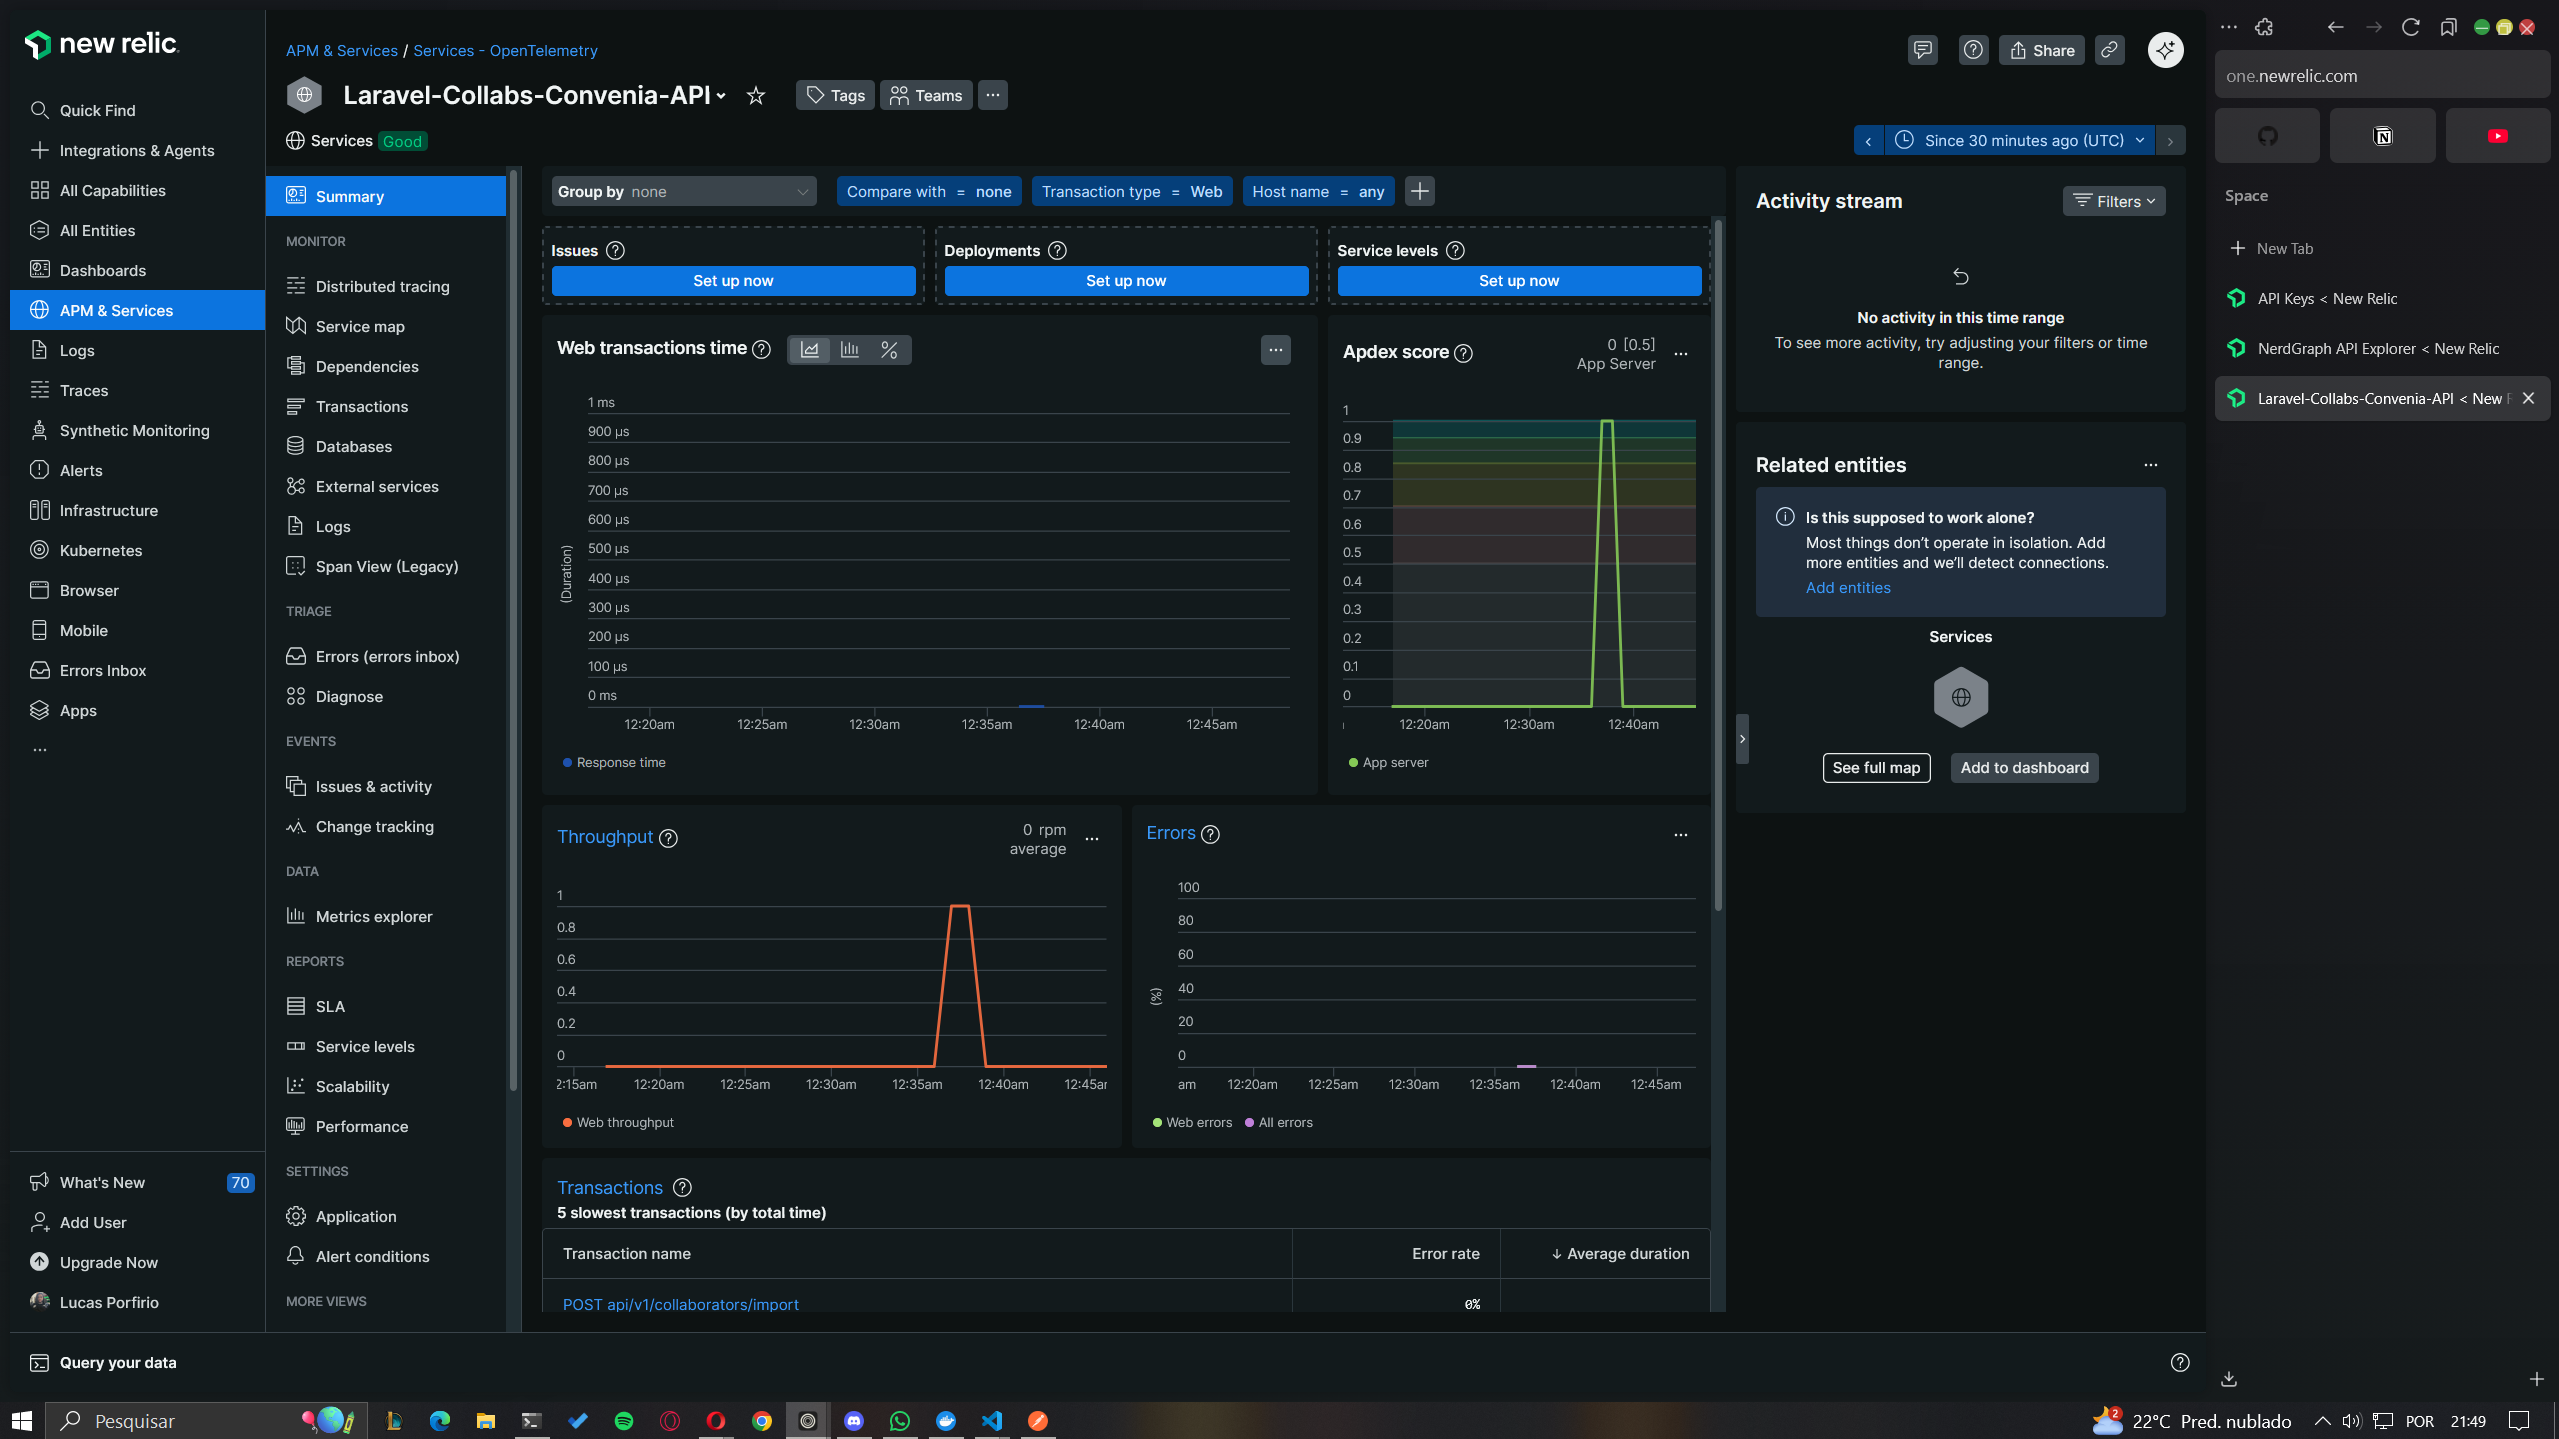 new relic
Quick Find
Integrations & Agents
All Capabilities
All Entities
Dashboards
APM & Services
Logs
Traces
Synthetic Monitoring
Alerts
Infrastructure
Kubernetes
Browser
Mobile
Errors Inbox
Apps
...
What's New 70
Add User
Upgrade Now
Lucas Porfirio
Query your data
APM & Services / Services - OpenTelemetry
Laravel-Collabs-Convenia-API
Tags
Teams
...
Services Good
Share
Since 30 minutes ago (UTC)
Summary
MONITOR
Distributed tracing
Service map
Dependencies
Transactions
Databases
External services
Logs
Span View (Legacy)
TRIAGE
Errors (errors inbox)
Diagnose
EVENTS
Issues & activity
Change tracking
DATA
Metrics explorer
REPORTS
SLA
Service levels
Scalability
Performance
SETTINGS
Application
Alert conditions
MORE VIEWS
Group by none
Compare with = none
Transaction type = Web
Host name = any
Issues
Set up now
Deployments
Set up now
Service levels
Set up now
Web transactions time
...
1 ms
900 µs
800 µs
700 µs
600 µs
500 µs
400 µs
300 µs
200 µs
100 µs
0 ms
(Duration)
12:20am 12:25am 12:30am 12:35am 12:40am 12:45am
Response time
Apdex score
0 [0.5]
App Server
...
1
0.9
0.8
0.7
0.6
0.5
0.4
0.3
0.2
0.1
0
12:20am 12:30am 12:40am
App server
Throughput
0 rpm
average
...
1
0.8
0.6
0.4
0.2
0
2:15am 12:20am 12:25am 12:30am 12:35am 12:40am 12:45ar
Web throughput
Errors
...
100
80
60
40
20
0
(%)
am 12:20am 12:25am 12:30am 12:35am 12:40am 12:45am
Web errors All errors
Transactions
5 slowest transactions (by total time)
Transaction name Error rate ↓ Average duration
POST api/v1/collaborators/import 0%
Activity stream
Filters
No activity in this time range
To see more activity, try adjusting your filters or time
range.
Related entities
...
Is this supposed to work alone?
Most things don't operate in isolation. Add
more entities and we'll detect connections.
Add entities
Services
See full map
Add to dashboard
one.newrelic.com
Space
New Tab
API Keys < New Relic
NerdGraph API Explorer < New Relic
Laravel-Collabs-Convenia-API < New
Pesquisar
2
22°C Pred. nublado
POR
21:49